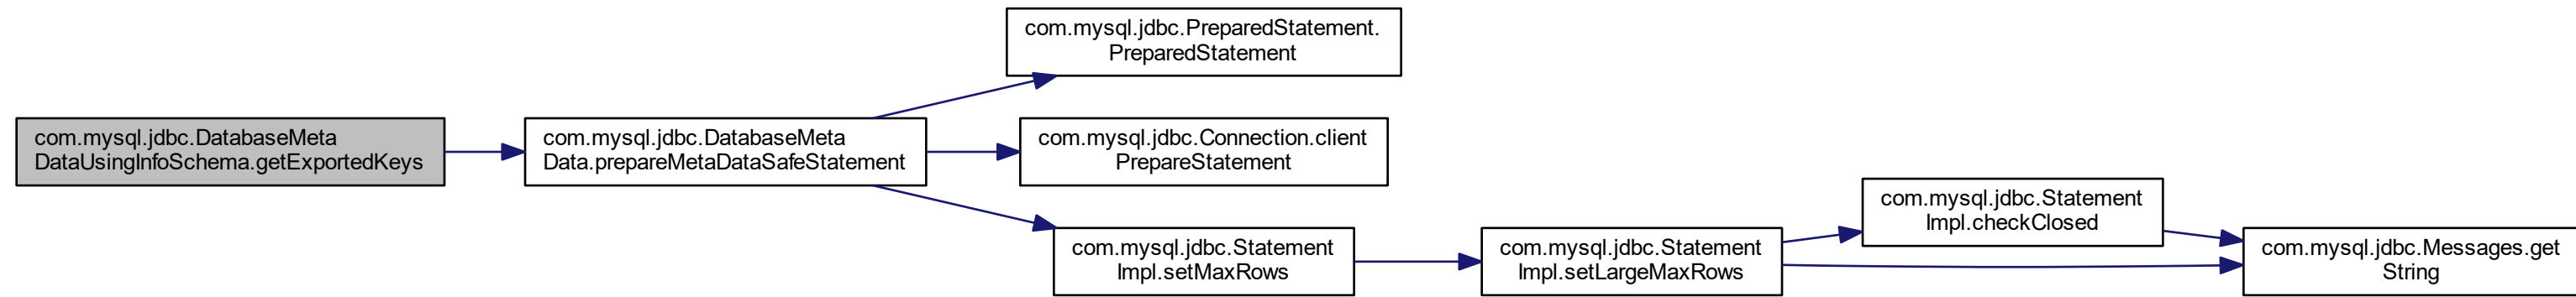 com.mysql.jdbc.DatabaseMeta
DataUsingInfoSchema.getExportedKeys
com.mysql.jdbc.DatabaseMeta
Data.prepareMetaDataSafeStatement
com.mysql.jdbc.PreparedStatement.
PreparedStatement
com.mysql.jdbc.Connection.client
PrepareStatement
com.mysql.jdbc.Statement
Impl.setMaxRows
com.mysql.jdbc.Statement
Impl.setLargeMaxRows
com.mysql.jdbc.Statement
Impl.checkClosed
com.mysql.jdbc.Messages.get
String